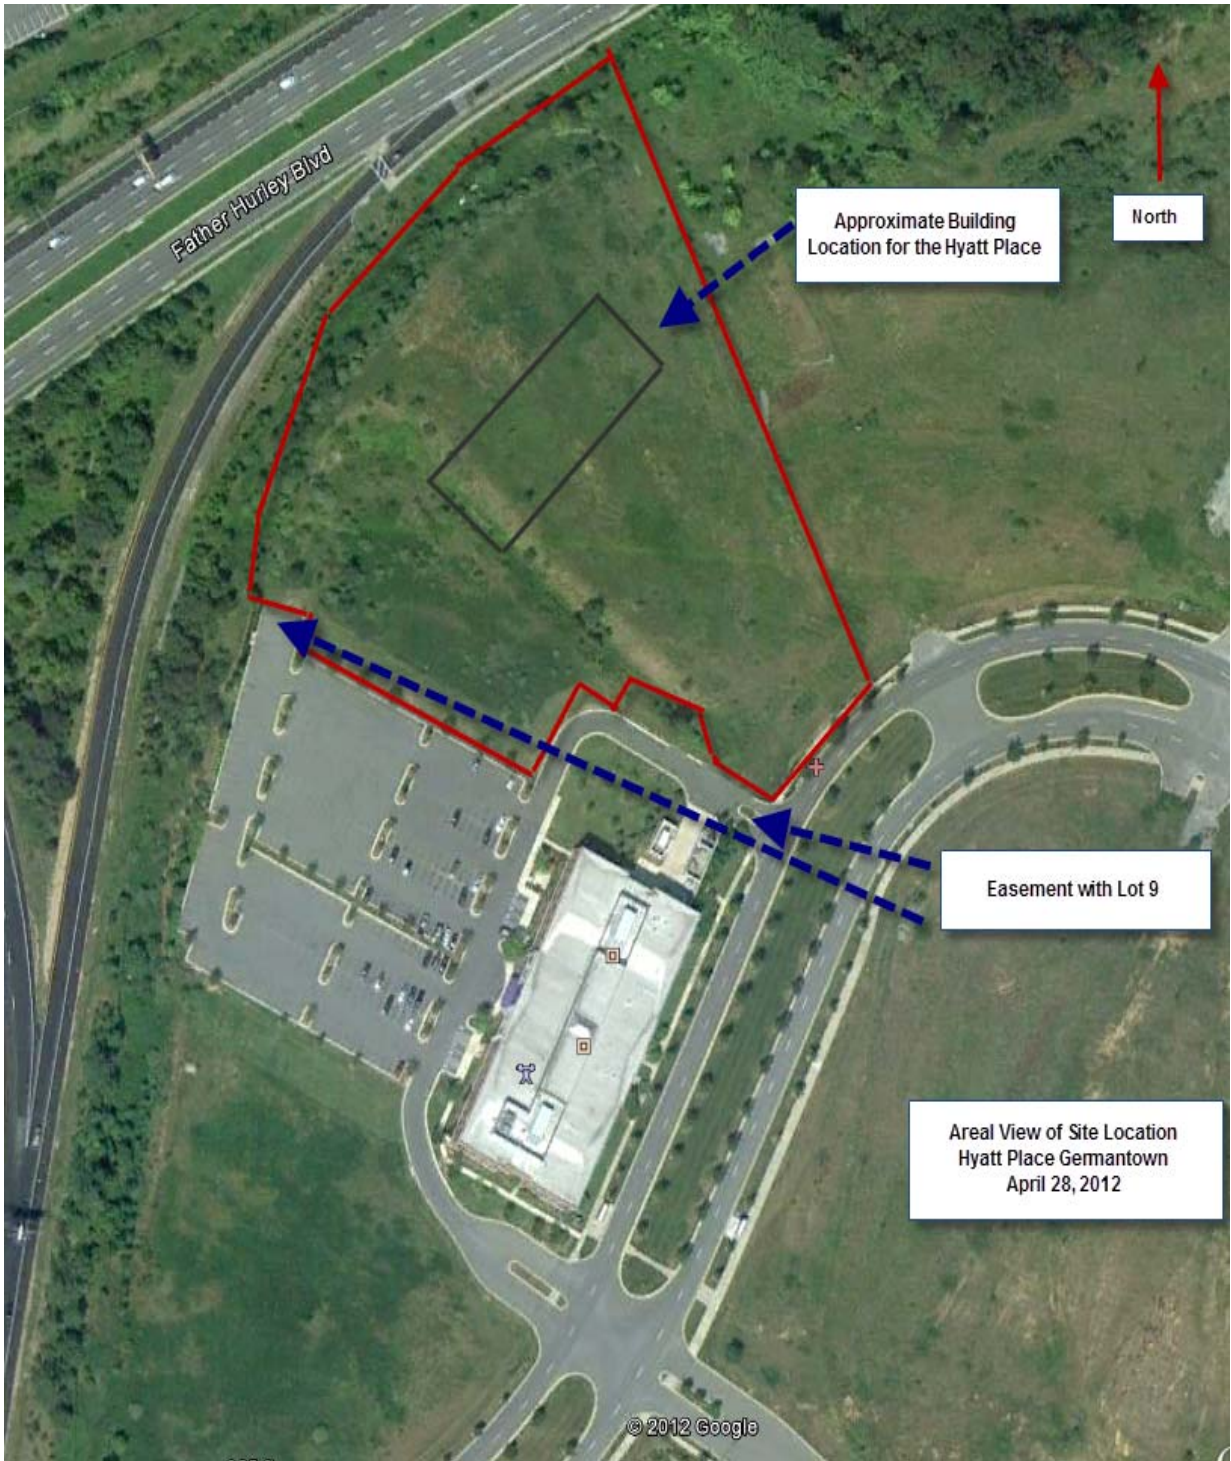 Father Hurley Blvd
Approximate Building
Location for the Hyatt Place
North
Easement with Lot 9
Areal View of Site Location
Hyatt Place Germantown
April 28, 2012
© 2012 Google